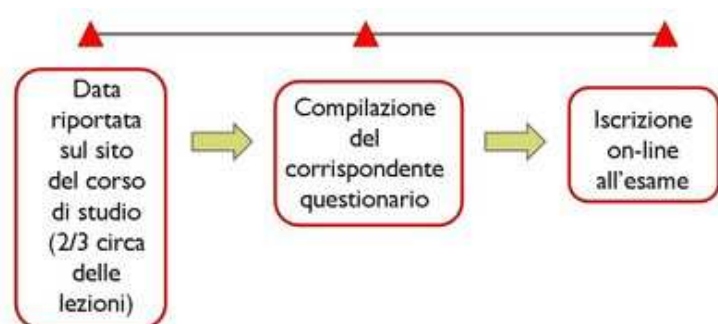 Data
riportata
sul sito
del corso
di studio
(2/3 circa
delle
lezioni)
Compilazione
del
corrispondente
questionario
Iscrizione
on-line
all'esame